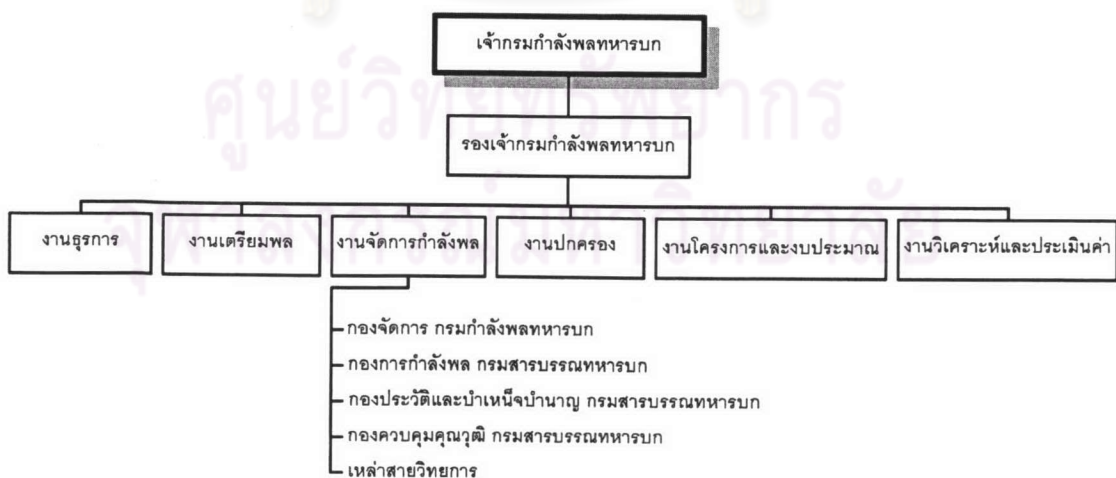 เจ้ากรมกำลังพลทหารบก
ศูนย์วิทยทรัพยากร
รองเจ้ากรมกำลังพลทหารบก
จุฬาลงกรณ์มหาวิทยาลัย
งานธุรการ
งานเตรียมพล
งานจัดการกำลังพล
งานปกครอง
งานโครงการและงบประมาณ
งานวิเคราะห์และประเมินค่า
กองจัดการ กรมกำลังพลทหารบก
กองการกำลังพล กรมสารบรรณทหารบก
กองประวัติและบำเหน็จบำนาญ กรมสารบรรณทหารบก
กองควบคุมคุณวุฒิ กรมสารบรรณทหารบก
เหล่าสายวิทยการ